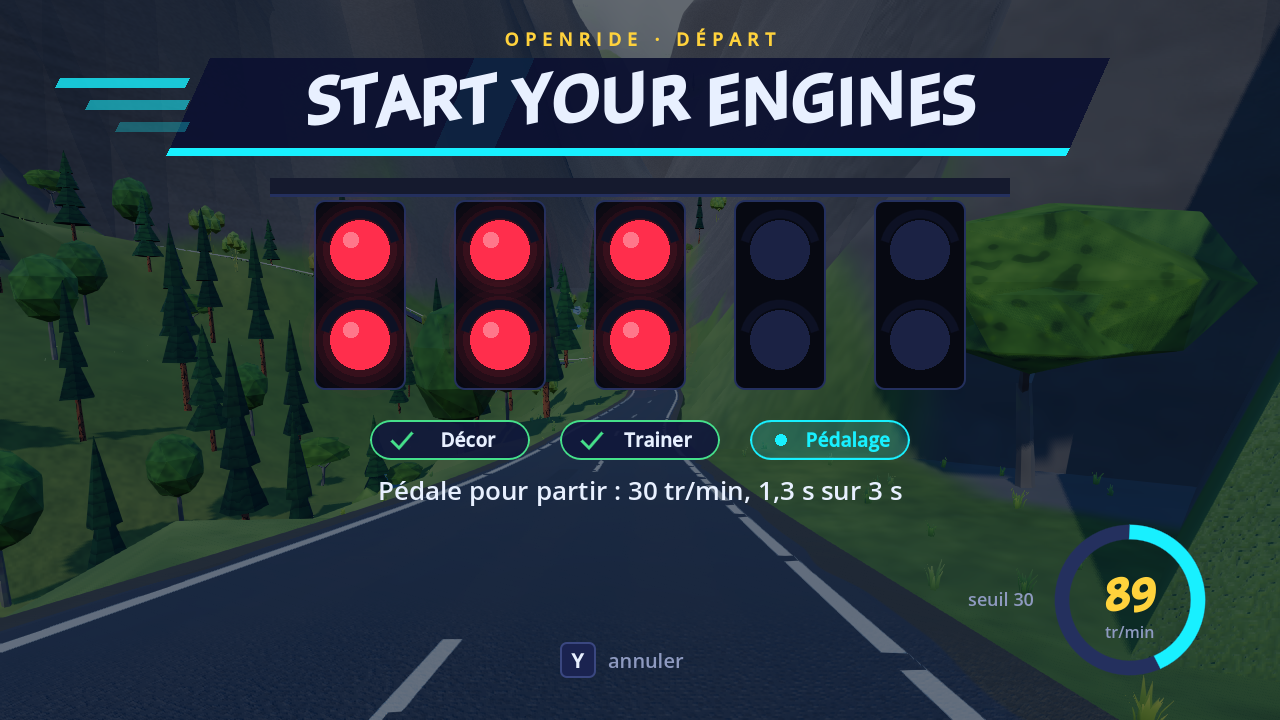 OPENRIDE · DÉPART
START YOUR ENGINES
Décor
Trainer
Pédalage
Pédale pour partir : 30 tr/min, 1,3 s sur 3 s
seuil 30
89
tr/min
Y annuler